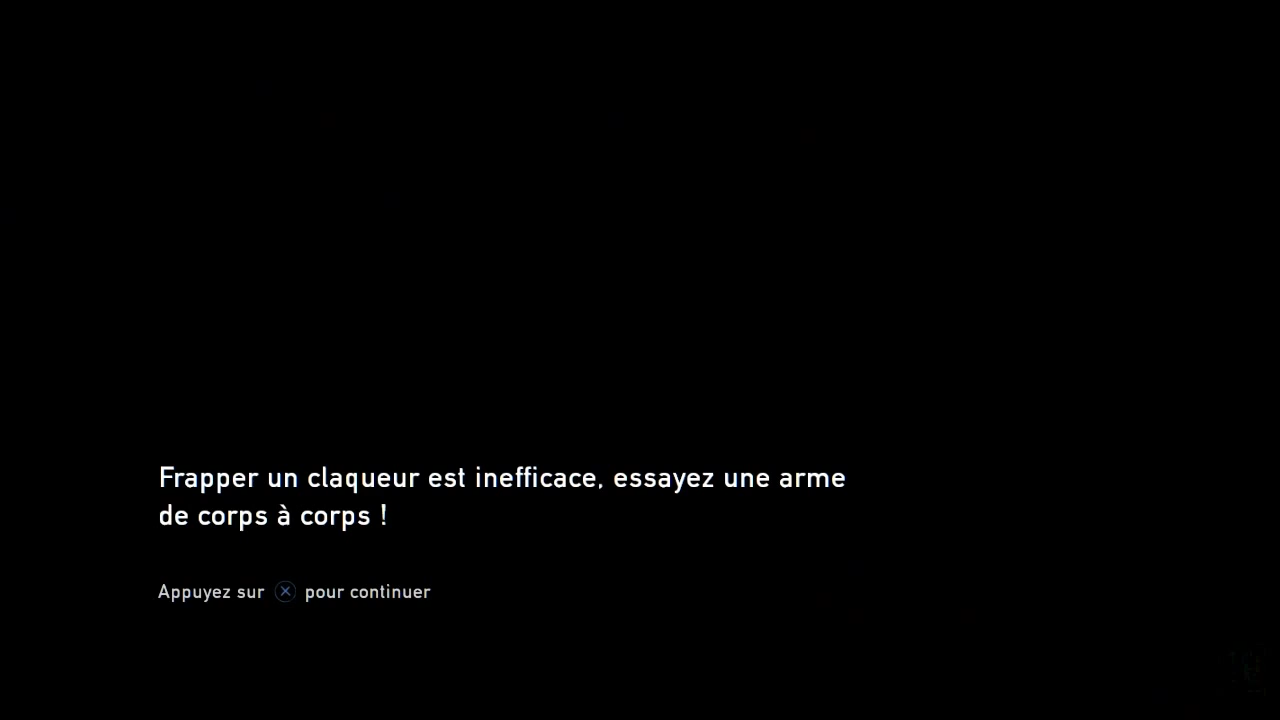 Frapper un claqueur est inefficace, essayez une arme
de corps à corps !
Appuyez sur ⓧ pour continuer